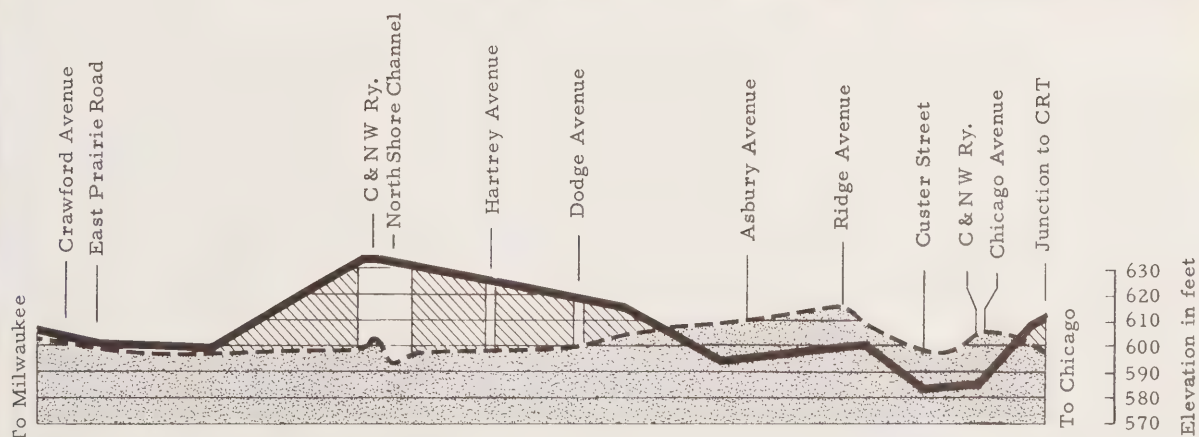 To Milwaukee
Crawford Avenue
East Prairie Road
C & NW Ry.
North Shore Channel
Hartrey Avenue
Dodge Avenue
Asbury Avenue
Ridge Avenue
Custer Street
C & N W Ry.
Chicago Avenue
Junction to CRT
To Chicago
630
620
610
600
590
580
570
Elevation in feet